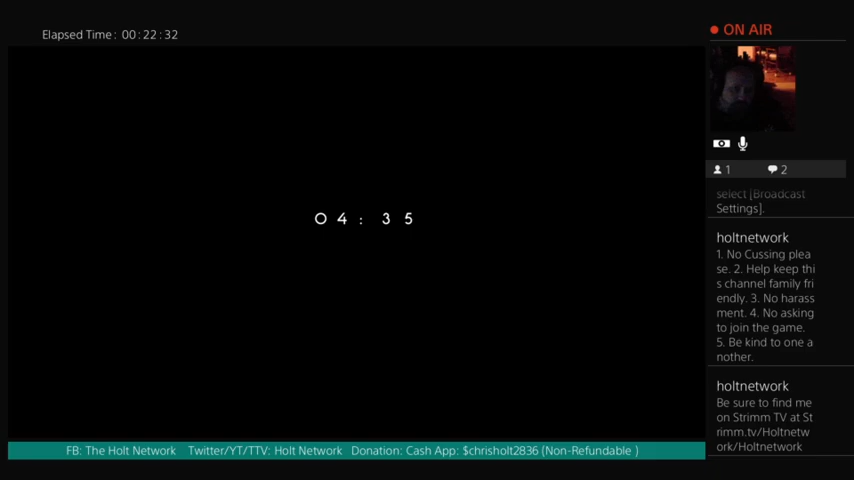 Elapsed Time: 00:22:32
ON AIR
1 2
select [Broadcast
Settings].
04:35
holtnetwork
1. No Cussing plea
se. 2. Help keep thi
s channel family fri
endly. 3. No harass
ment. 4. No asking
to join the game.
5. Be kind to one a
nother.
holtnetwork
Be sure to find me
on Strimm TV at St
rimm.tv/Holtnetw
ork/Holtnetwork
FB: The Holt Network Twitter/YT/TTV: Holt Network Donation: Cash App: $chrisholt2836 (Non-Refundable )